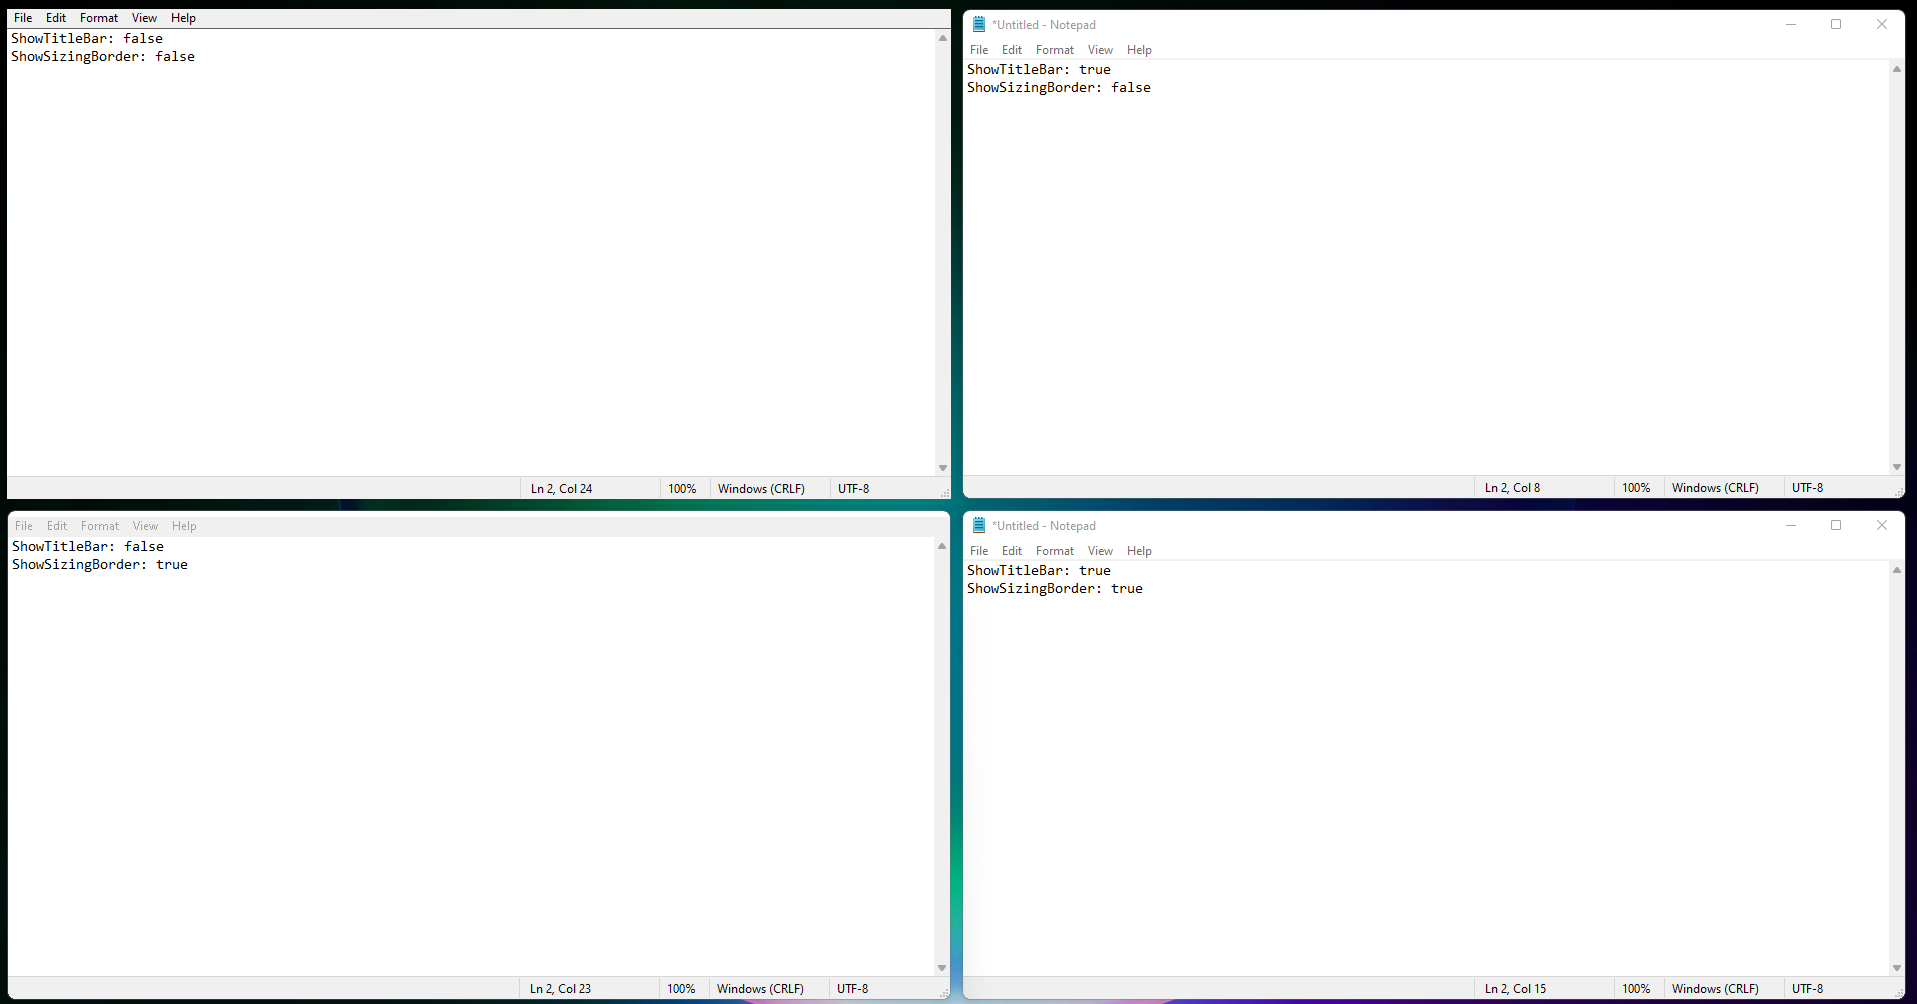 File Edit Format View Help
ShowTitleBar: false
ShowSizingBorder: false
Ln 2, Col 24 100% Windows (CRLF) UTF-8
*Untitled - Notepad
File Edit Format View Help
ShowTitleBar: true
ShowSizingBorder: false
Ln 2, Col 8 100% Windows (CRLF) UTF-8
File Edit Format View Help
ShowTitleBar: false
ShowSizingBorder: true
Ln 2, Col 23 100% Windows (CRLF) UTF-8
*Untitled - Notepad
File Edit Format View Help
ShowTitleBar: true
ShowSizingBorder: true
Ln 2, Col 15 100% Windows (CRLF) UTF-8